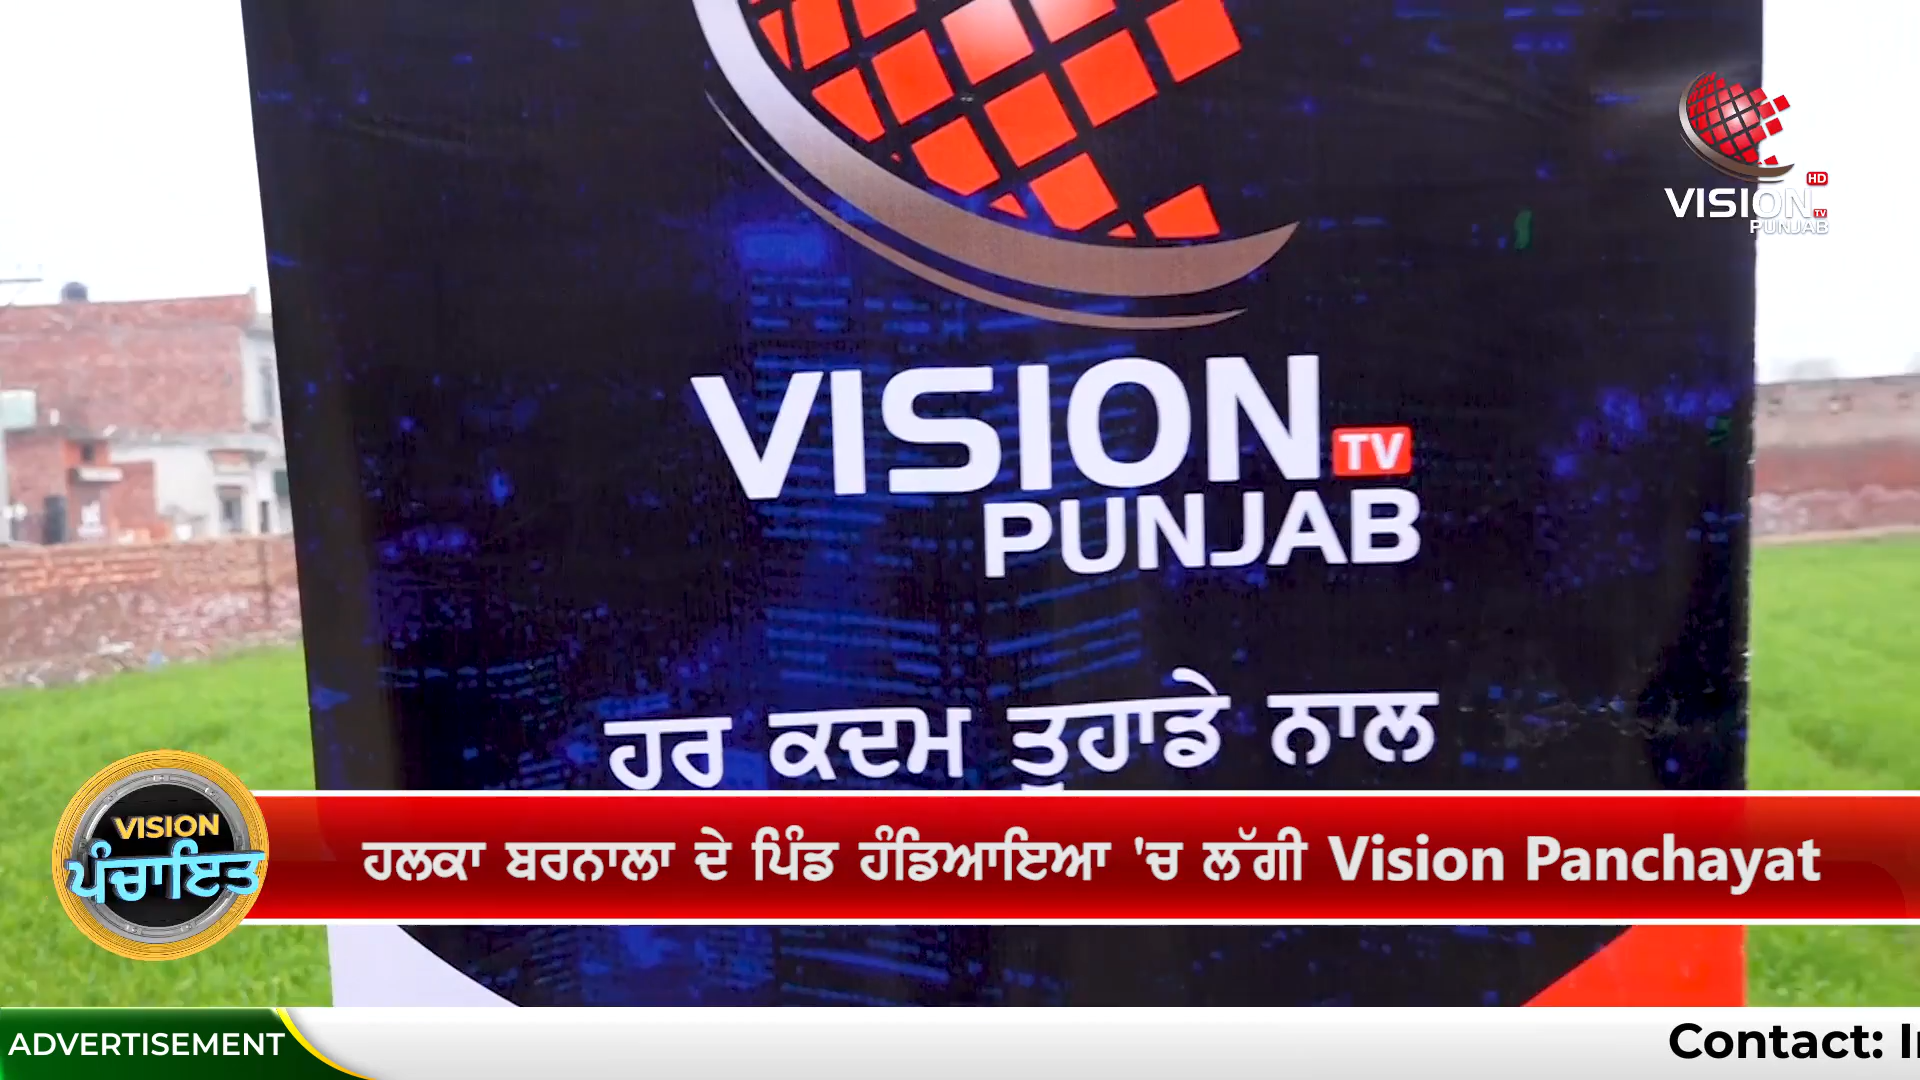 HD
VISION TV
PUNJAB
VISION TV
PUNJAB
ਹਰ ਕਦਮ ਤੁਹਾਡੇ ਨਾਲ
VISION
ਪੰਚਾਇਤ
ਹਲਕਾ ਬਰਨਾਲਾ ਦੇ ਪਿੰਡ ਹੰਡਿਆਇਆ 'ਚ ਲੱਗੀ Vision Panchayat
ADVERTISEMENT
Contact: